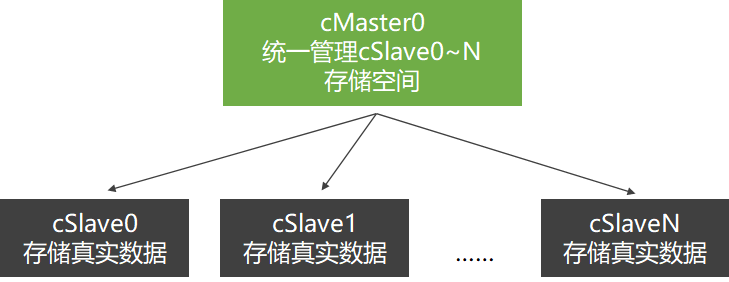 cMaster0
统一管理cSlave0~N
存储空间
cSlave0
存储真实数据
cSlave1
存储真实数据
……
cSlaveN
存储真实数据